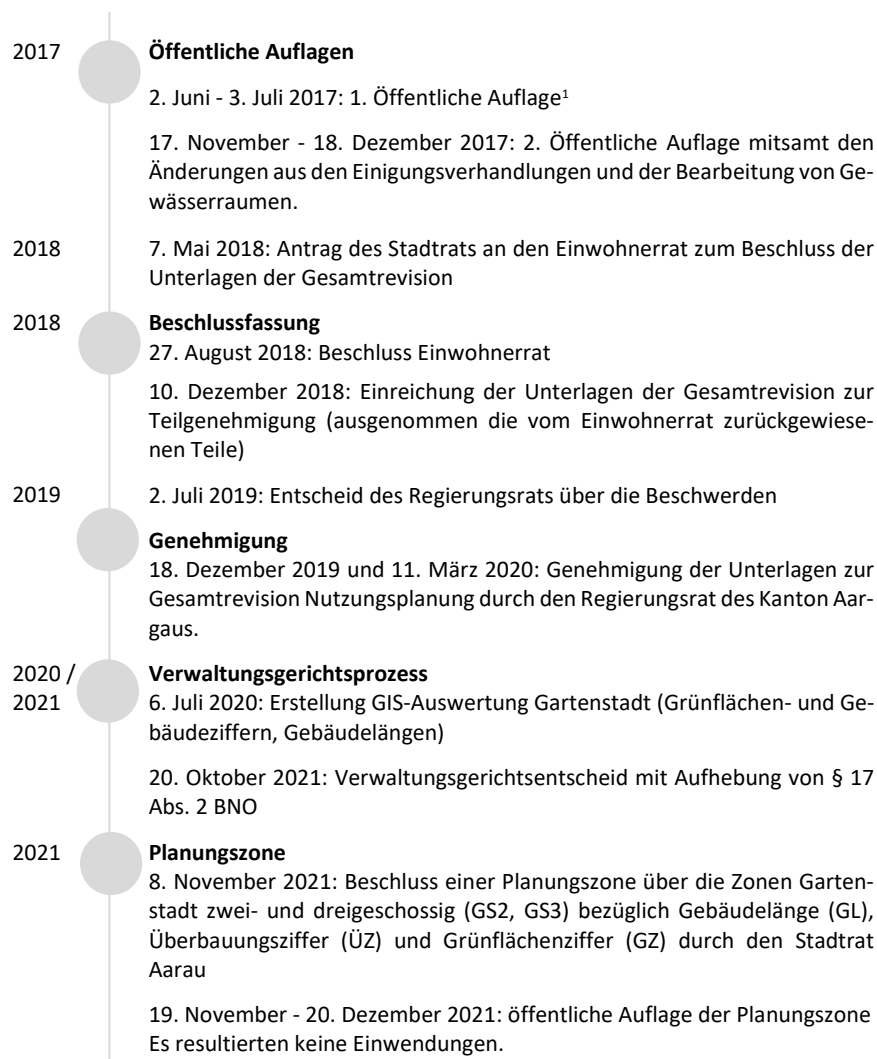 2017
Öffentliche Auflagen
2. Juni - 3. Juli 2017: 1. Öffentliche Auflage¹
17. November - 18. Dezember 2017: 2. Öffentliche Auflage mitsamt den
Änderungen aus den Einigungsverhandlungen und der Bearbeitung von Ge-
wässerraumen.
2018
7. Mai 2018: Antrag des Stadtrats an den Einwohnerrat zum Beschluss der
Unterlagen der Gesamtrevision
2018
Beschlussfassung
27. August 2018: Beschluss Einwohnerrat
10. Dezember 2018: Einreichung der Unterlagen der Gesamtrevision zur
Teilgenehmigung (ausgenommen die vom Einwohnerrat zurückgewiese-
nen Teile)
2019
2. Juli 2019: Entscheid des Regierungsrats über die Beschwerden
Genehmigung
18. Dezember 2019 und 11. März 2020: Genehmigung der Unterlagen zur
Gesamtrevision Nutzungsplanung durch den Regierungsrat des Kanton Aar-
gaus.
2020 /
2021
Verwaltungsgerichtsprozess
6. Juli 2020: Erstellung GIS-Auswertung Gartenstadt (Grünflächen- und Ge-
bäudeziffern, Gebäudelängen)
20. Oktober 2021: Verwaltungsgerichtsentscheid mit Aufhebung von § 17
Abs. 2 BNO
2021
Planungszone
8. November 2021: Beschluss einer Planungszone über die Zonen Garten-
stadt zwei- und dreigeschossig (GS2, GS3) bezüglich Gebäudelänge (GL),
Überbauungsziffer (ÜZ) und Grünflächenziffer (GZ) durch den Stadtrat
Aarau
19. November - 20. Dezember 2021: öffentliche Auflage der Planungszone
Es resultierten keine Einwendungen.